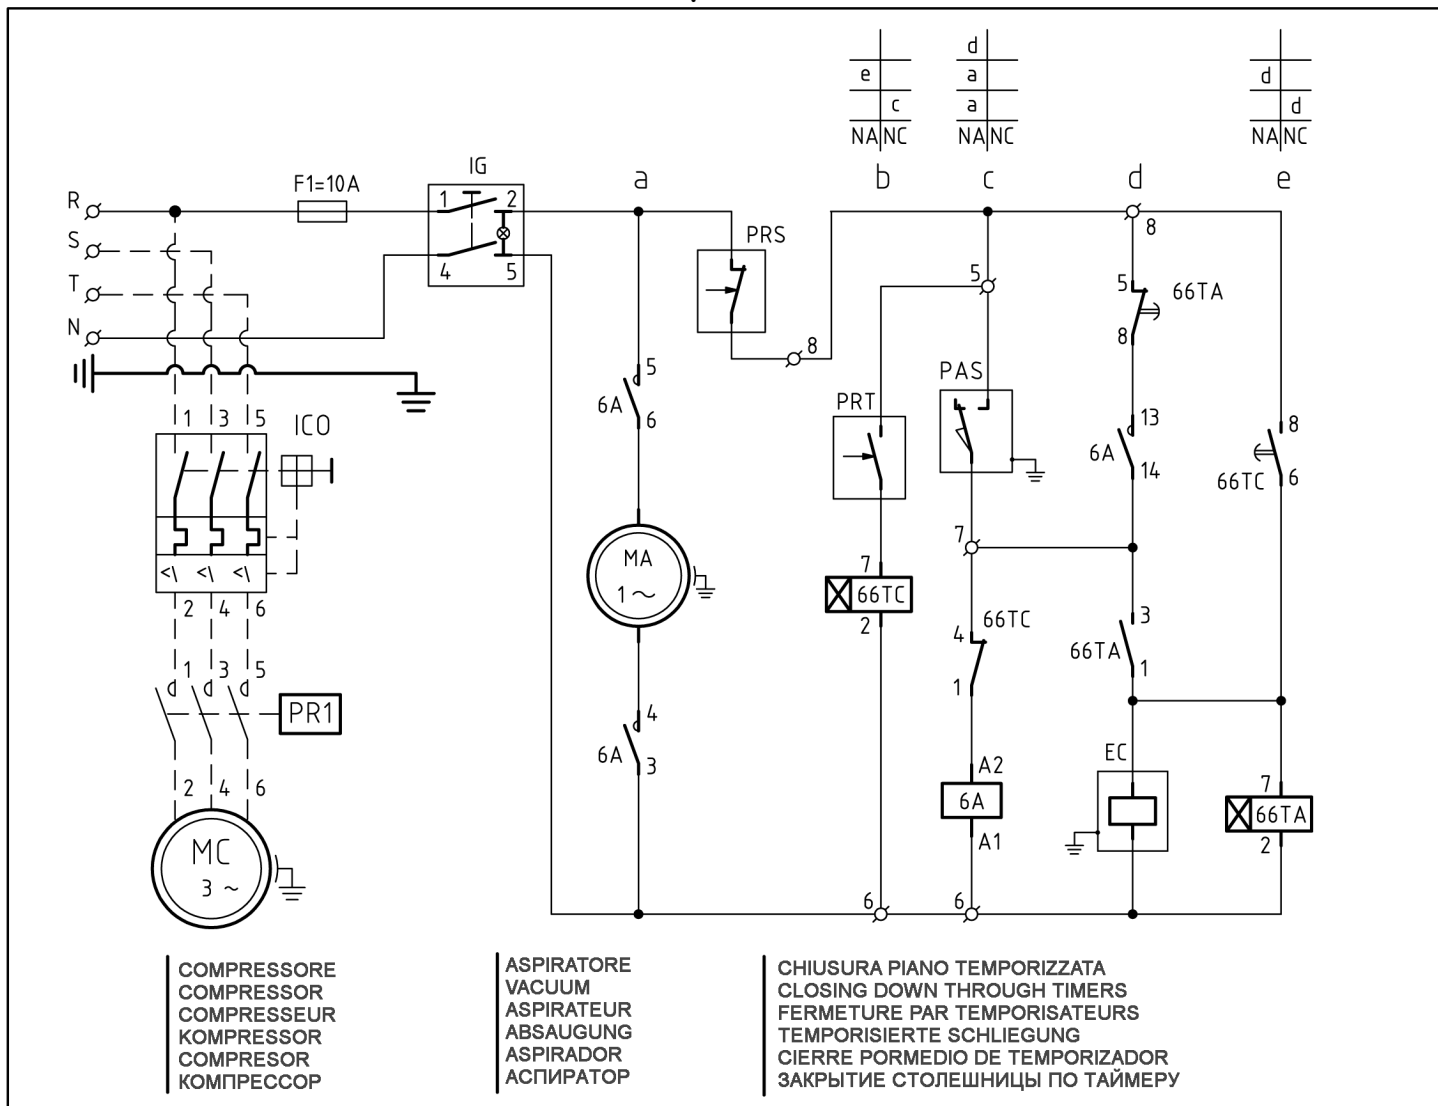 d
e a d
c a d
NA NC NA NC NA NC
IG a b c d e
F1=10A
R 1 2 8
S PRS
4 5
T 5 5 66TA
N 8 8
PAS
5 PRT
6A 13 8
1 3 5 ICO 6 6A
14 66TC 6
7
MA
1 ~ 7
<\ <\ <\ 66TC
2 4 6 2 66TC 3
4 66TA
1 3 5 1 1
PR1 4
6A 3 A2 EC
2 4 6 6A 7
66TA
MC A1 2
3 ~
6 6
COMPRESSORE
COMPRESSOR
COMPRESSEUR
KOMPRESSOR
COMPRESOR
КОМПРЕССОР
ASPIRATORE
VACUUM
ASPIRATEUR
ABSAUGUNG
ASPIRADOR
АСПИРАТОР
CHIUSURA PIANO TEMPORIZZATA
CLOSING DOWN THROUGH TIMERS
FERMETURE PAR TEMPORISATEURS
TEMPORISIERTE SCHLIEGUNG
CIERRE PORMEDIO DE TEMPORIZADOR
ЗАКРЫТИЕ СТОЛЕШНИЦЫ ПО ТАЙМЕРУ